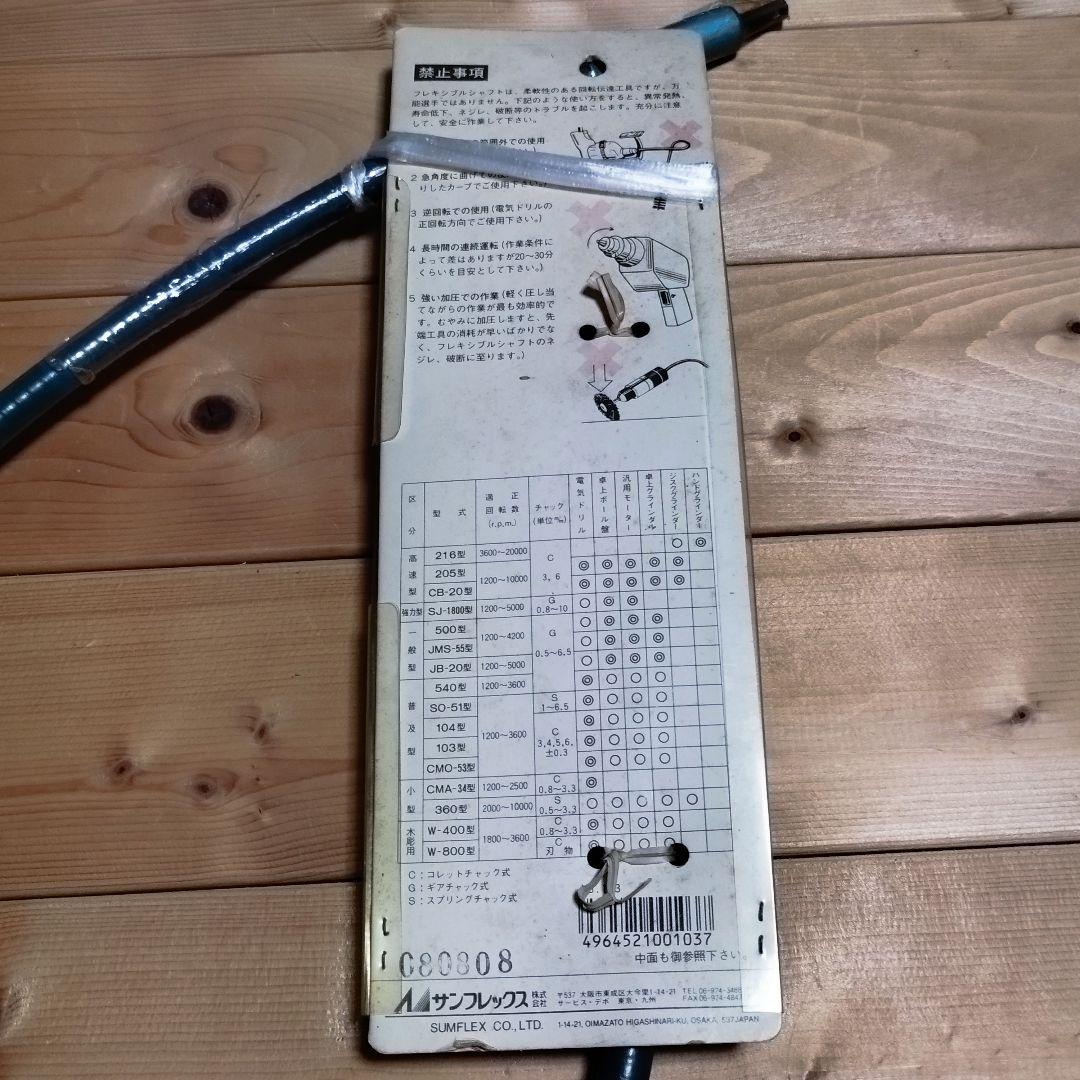 禁止事項
フレキシブルシャフトは、柔軟性のある回転伝達工具ですが、万
能選手ではありません。下記のような使い方をすると、異常発熱、
寿命低下、ネジレ、破断等のトラブルを起こします。充分に注意
して、安全に作業して下さい。
範囲外での使用
2 急角度に曲げての使
りしたカーブでご使用下さい。)
3 逆回転での使用(電気ドリルの
正回転方向でご使用下さい。)
4 長時間の連続運転(作業条件に
よって差はありますが20〜30分
くらいを目安として下さい。)
5 強い加圧での作業(軽く圧し当
てながらの作業が最も効率的で
す。むやみに加圧しますと、先
端工具の消耗が早いばかりでな
く、フレキシブルシャフトのネ
ジレ、破断に至ります。)
区分 型式 適正回転数(r.p.m.) チャック(単位㎜) 電気ドリル 卓上ボール盤 汎用モーター 卓上グラインダー ジスクグラインダー ハンドグラインダー
高速型 216型 3600〜20000 C 3, 6 ○ ◎
205型 1200〜10000 ◎ ◎ ◎ ◎ ◎
CB-20型 ◎ ◎ ◎ ◎ ◎
強力型 SJ-1800型 1200〜5000 G 0.8〜10 ○ ◎ ◎
一般型 500型 1200〜4200 G 0.5〜6.5 ○ ◎ ◎ ◎
JMS-55型 ○ ◎ ◎ ◎
JB-20型 1200〜5000 ○ ◎ ◎ ◎
普及型 540型 1200〜3600 ◎ ○ ○ ○
SO-51型 1200〜3600 S 1〜6.5 ◎ ○ ○ ○
104型 C 3,4,5,6, ±0.3 ◎ ○ ○ ○
103型 ◎ ○ ○ ○
CMO-53型 ◎ ○ ○ ○
小型 CMA-34型 1200〜2500 C 0.8〜3.3 ◎
360型 2000〜10000 S 0.5〜3.3 ○ ○ ○ ○ ○
木彫用 W-400型 1800〜3600 C 0.8〜3.3 ◎ ○ ○ ○
W-800型 C 刃物 ◎ ○ ○ ○
C:コレットチャック式
G:ギアチャック式
S:スプリングチャック式
4964521001037
中面も御参照下さい。
080808
サンフレックス株式会社
〒537 大阪市東成区大今里1-14-21 TEL06-974-3488
サービス・デポ 東京・九州 FAX06-974-484
SUMFLEX CO., LTD. 1-14-21, OIMAZATO HIGASHINARI-KU, OSAKA, 537JAPAN